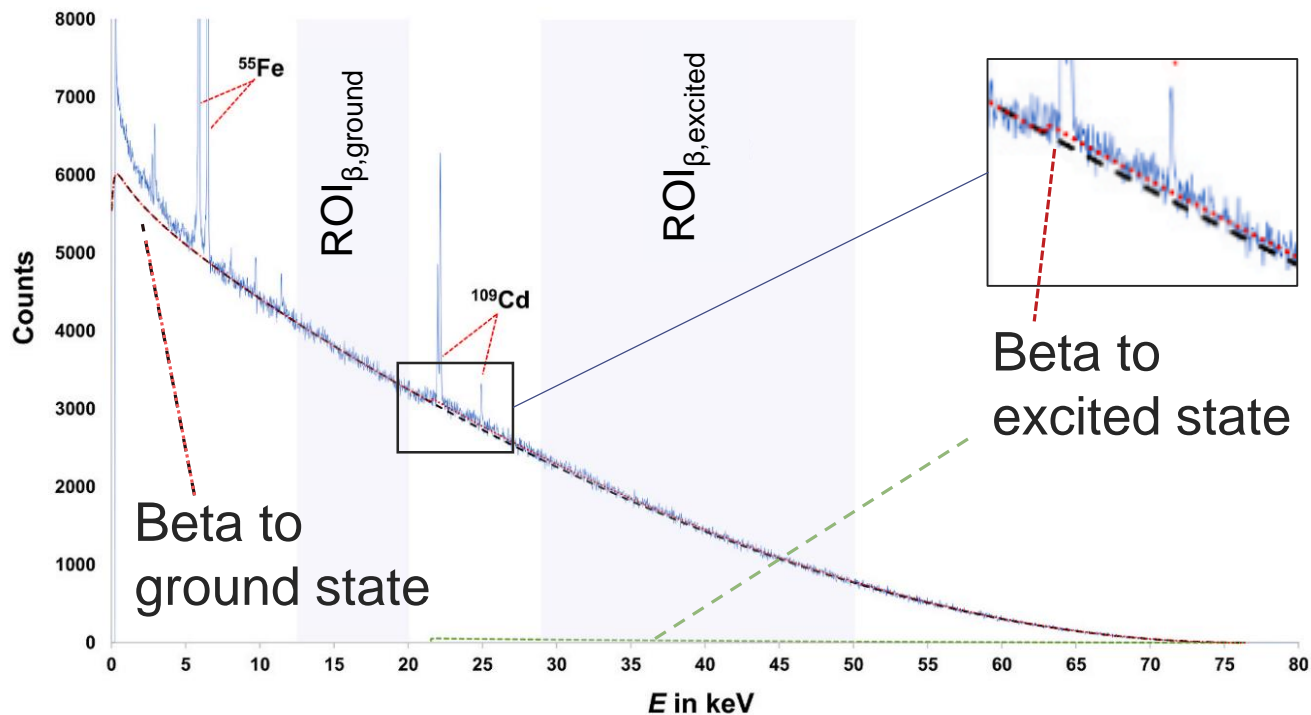 8000
7000
6000
5000
4000
3000
2000
1000
0
Counts
⁵⁵Fe
ROIβ,ground
¹⁰⁹Cd
ROIβ,excited
Beta to
excited state
Beta to
ground state
0 5 10 15 20 25 30 35 40 45 50 55 60 65 70 75 80
E in keV